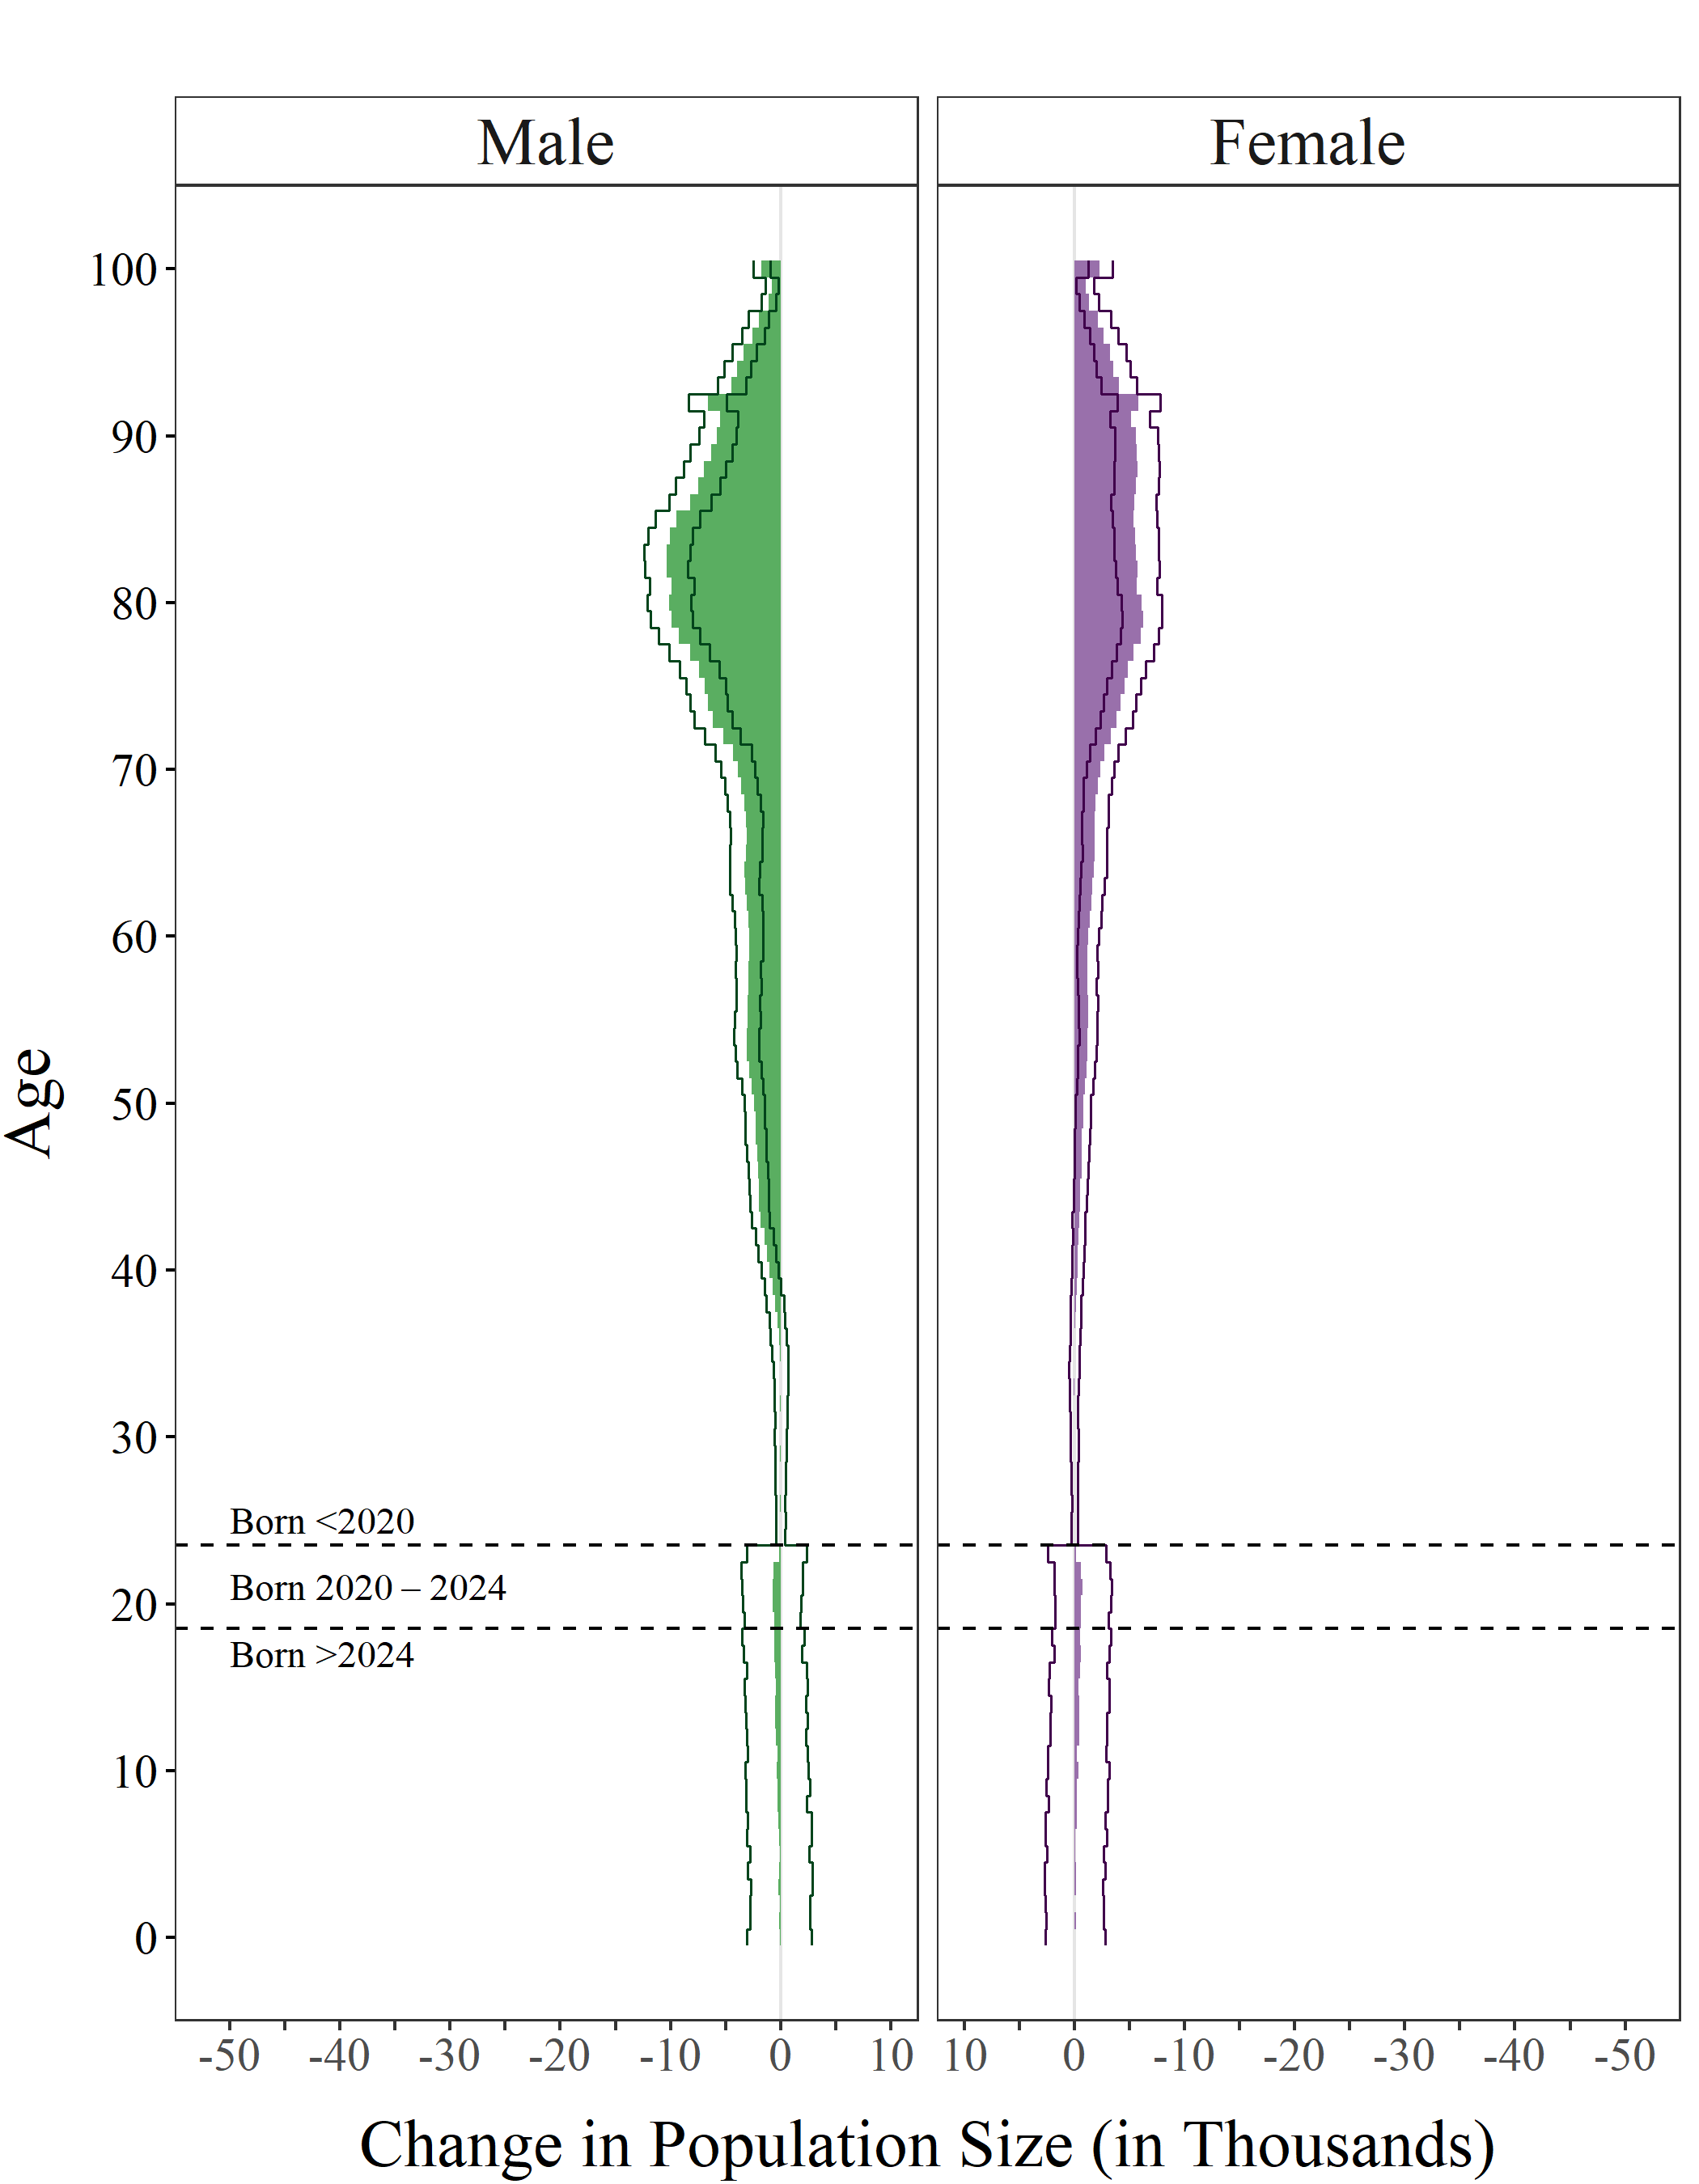 Male Female
100
90
80
70
60
50
40
30
20
10
0
Age
Born <2020
Born 2020 – 2024
Born >2024
-50 -40 -30 -20 -10 0 10 10 0 -10 -20 -30 -40 -50
Change in Population Size (in Thousands)